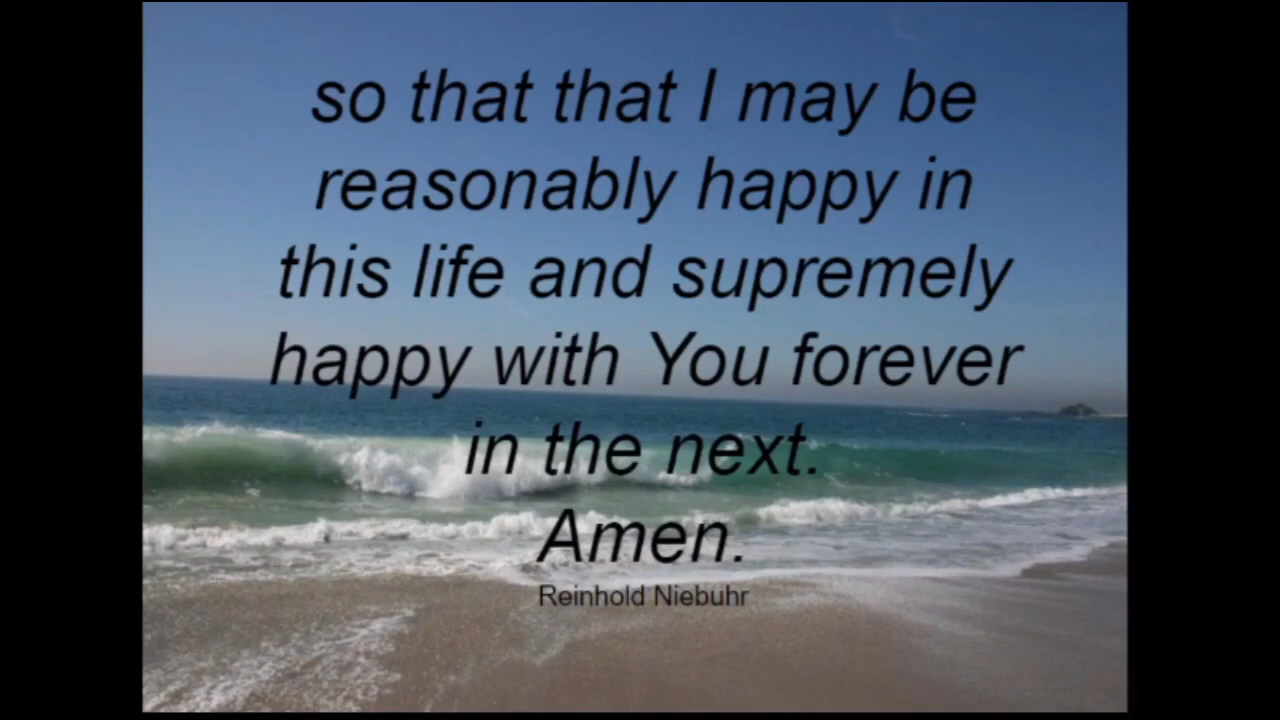 so that that I may be
reasonably happy in
this life and supremely
happy with You forever
in the next.
Amen.
Reinhold Niebuhr